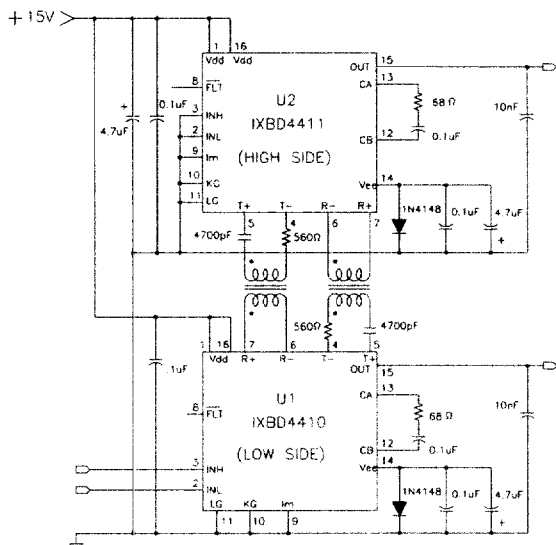 + 15V
1
16
Vdd
Vdd
OUT
15
8
FLT
CA
13
U2
68Ω
IXBD4411
10nF
+
4.7uF
0.1uF
3
INH
2
INL
CB
12
0.1uF
9
Im
(HIGH SIDE)
10
KG
Vee
14
11
LG
T+
T-
R-
R+
1N4148
0.1uF
4.7uF
+
5
4
6
7
4700pF
560Ω
*
*
*
*
560Ω
4700pF
1
16
7
6
4
5
Vdd
R+
R-
T-
T+
.1uF
OUT
15
CA
13
8
FLT
U1
68Ω
10nF
IXBD4410
CB
12
0.1uF
(LOW SIDE)
Vee
14
3
INH
2
INL
1N4148
0.1uF
4.7uF
+
LG
KG
Im
11
10
9